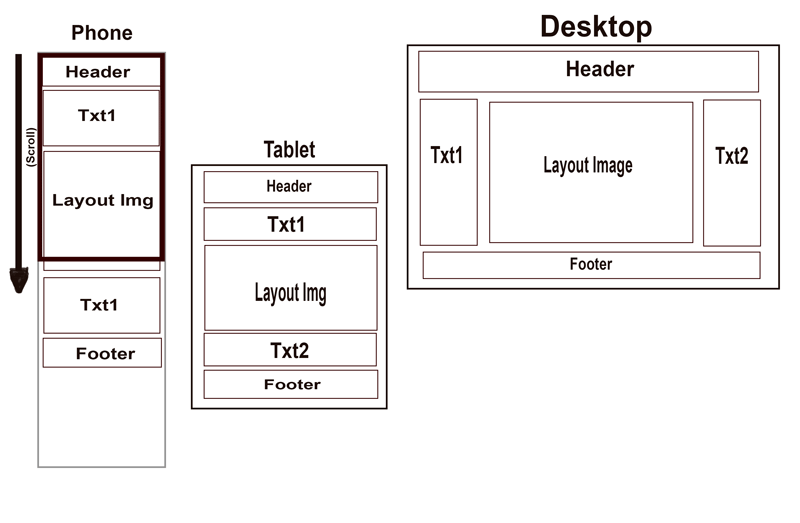 Phone
Header
Txt1
(Scroll)
Layout Img
Txt1
Footer
Tablet
Header
Txt1
Layout Img
Txt2
Footer
Desktop
Header
Txt1
Layout Image
Txt2
Footer